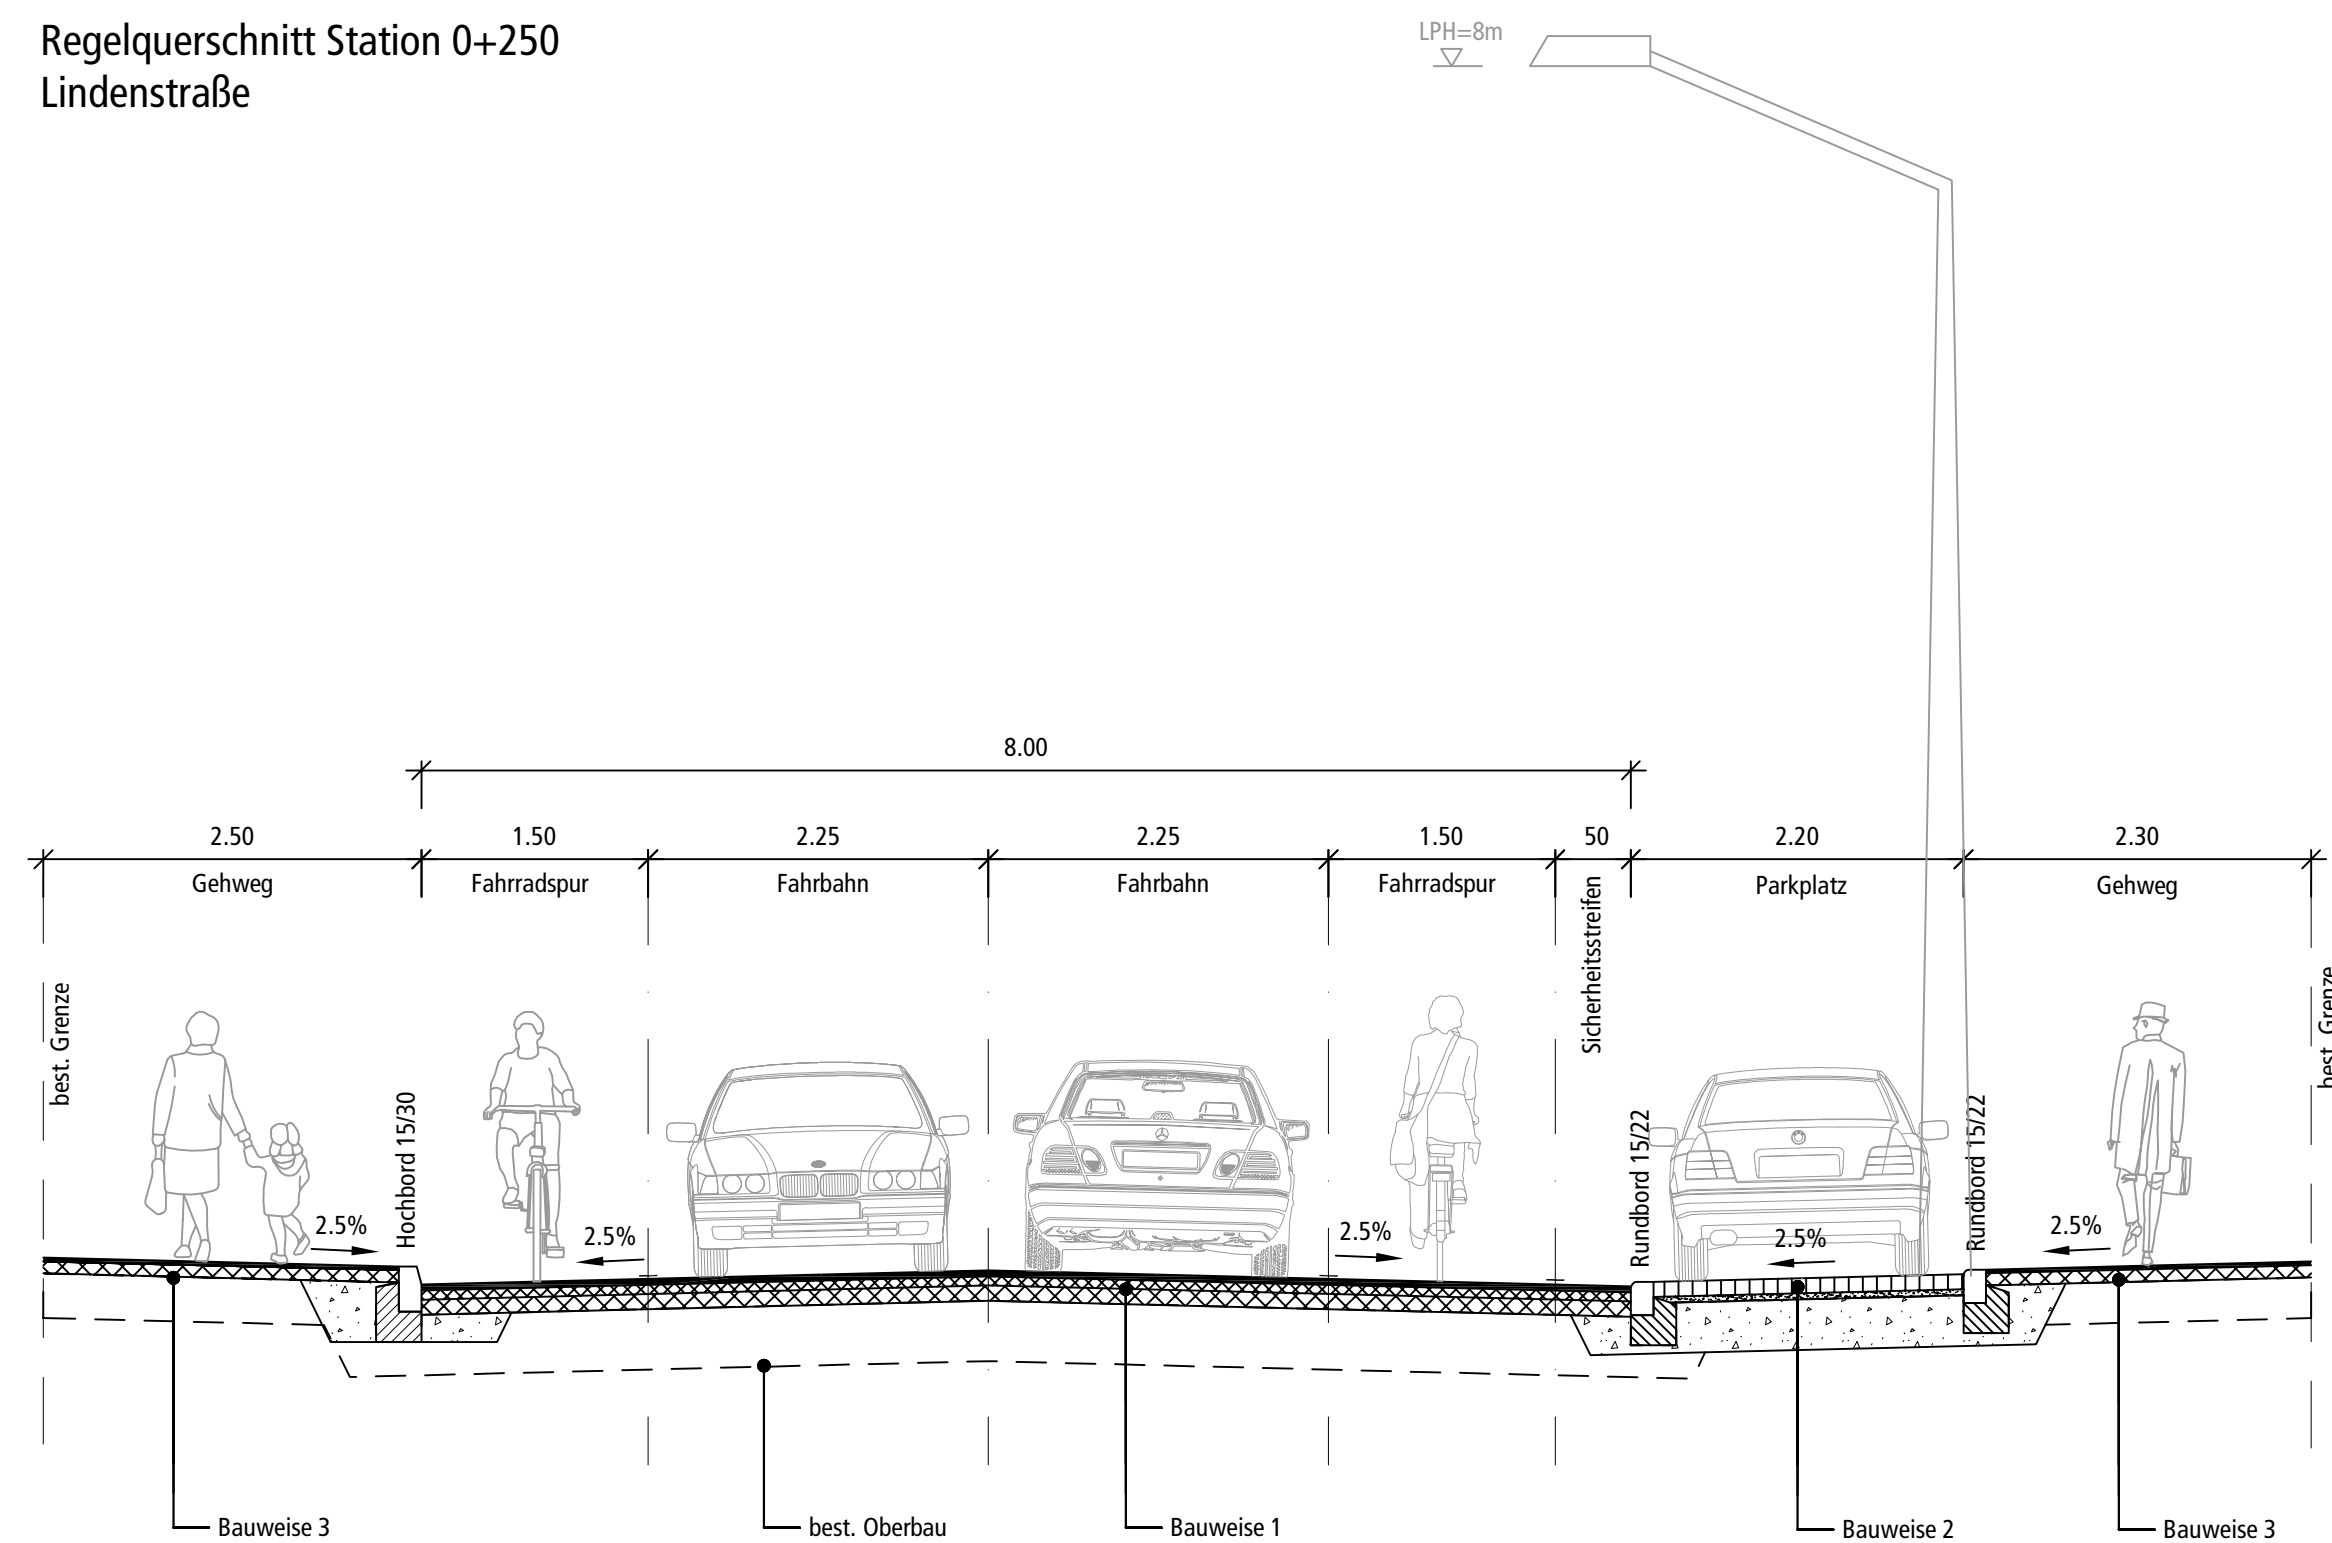 Regelquerschnitt Station 0+250
Lindenstraße
LPH=8m
8.00
2.50
1.50
2.25
2.25
1.50
50
2.20
2.30
Gehweg
Fahrradspur
Fahrbahn
Fahrbahn
Fahrradspur
Sicherheitsstreifen
Parkplatz
Gehweg
best. Grenze
best. Grenze
Hochbord 15/30
Rundbord 15/22
Rundbord 15/22
2.5%
2.5%
2.5%
2.5%
2.5%
Bauweise 3
best. Oberbau
Bauweise 1
Bauweise 2
Bauweise 3